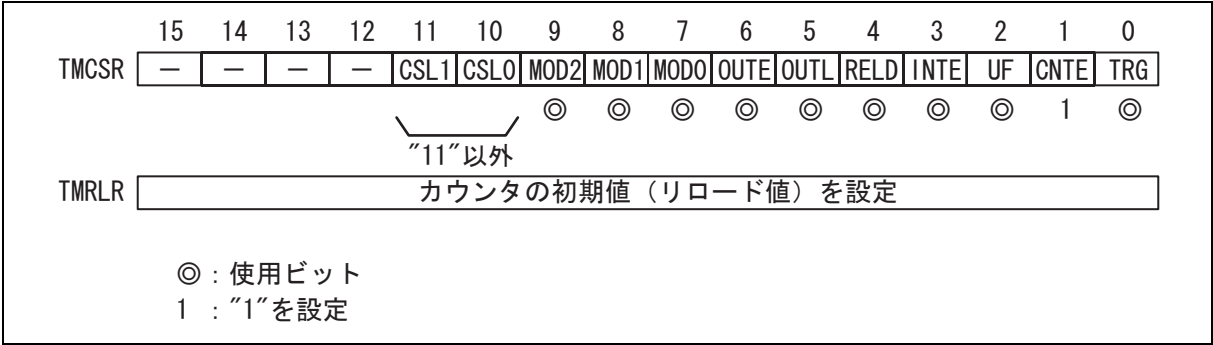 15 14 13 12 11 10 9 8 7 6 5 4 3 2 1 0
TMCSR － － － － CSL1 CSL0 MOD2 MOD1 MOD0 OUTE OUTL RELD INTE UF CNTE TRG
◎ ◎ ◎ ◎ ◎ ◎ ◎ ◎ 1 ◎
"11"以外
TMRLR カウンタの初期値（リロード値）を設定
◎：使用ビット
1 ："1"を設定